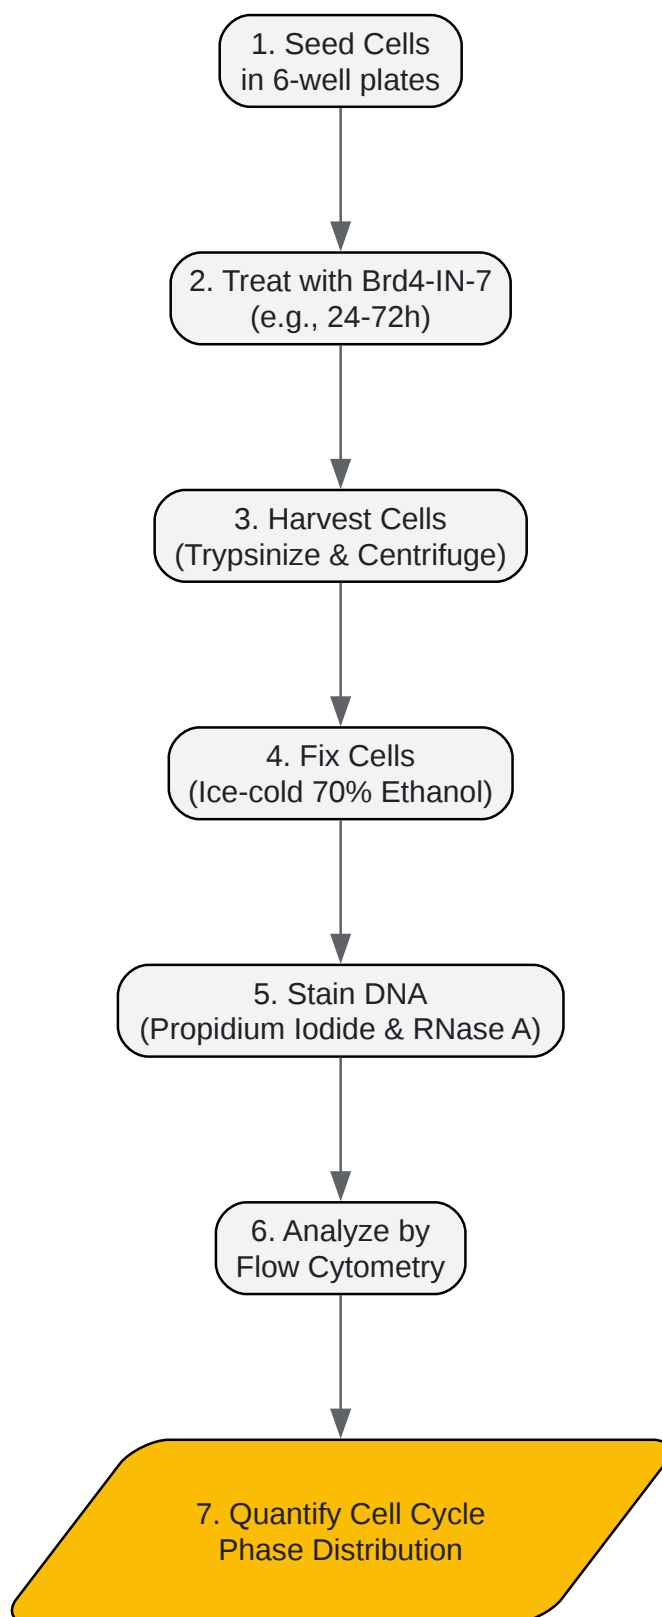 1. Seed Cells
in 6-well plates
2. Treat with Brd4-IN-7
(e.g., 24-72h)
3. Harvest Cells
(Trypsinize & Centrifuge)
4. Fix Cells
(Ice-cold 70% Ethanol)
5. Stain DNA
(Propidium Iodide & RNase A)
6. Analyze by
Flow Cytometry
7. Quantify Cell Cycle
Phase Distribution